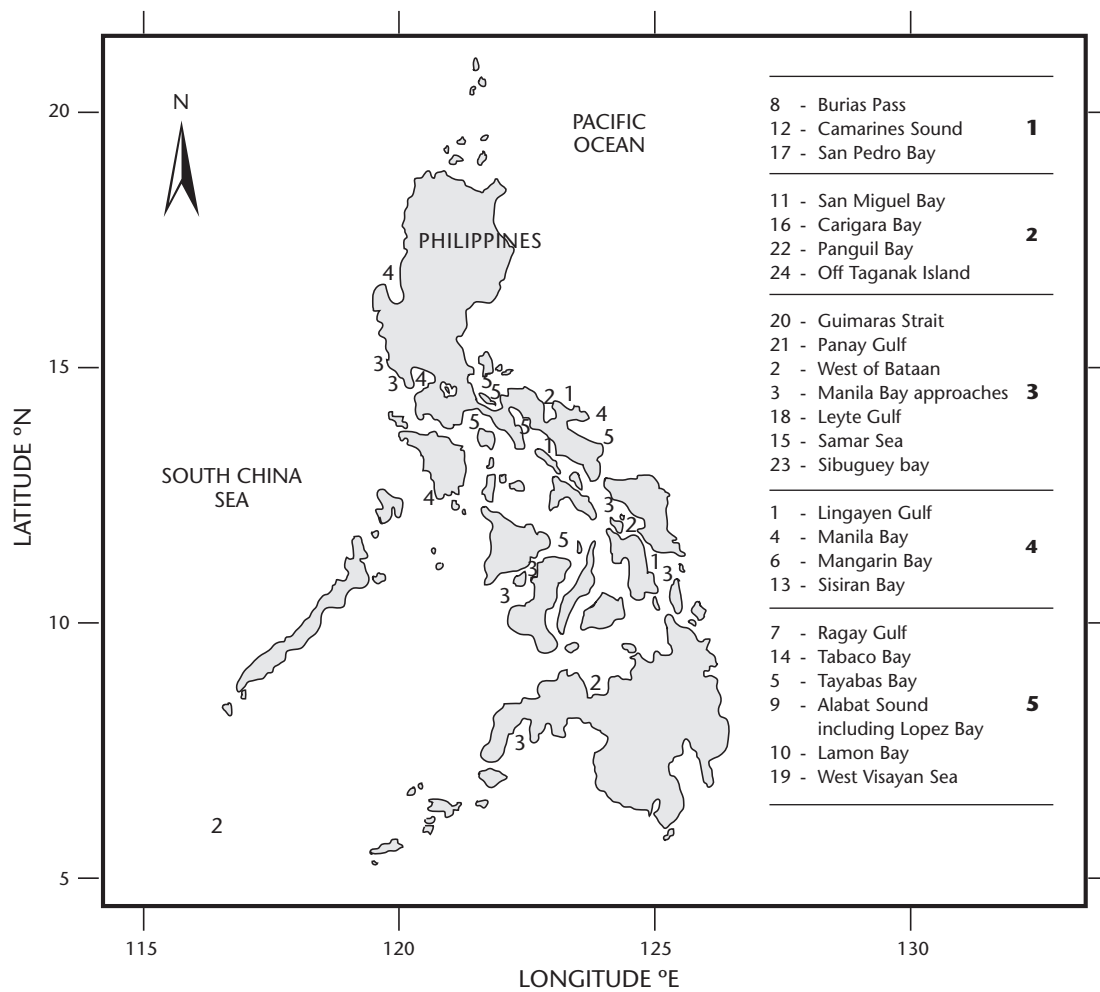 N
PACIFIC
OCEAN
PHILIPPINES
SOUTH CHINA
SEA
8 - Burias Pass
12 - Camarines Sound 1
17 - San Pedro Bay
11 - San Miguel Bay
16 - Carigara Bay 2
22 - Panguil Bay
24 - Off Taganak Island
20 - Guimaras Strait
21 - Panay Gulf
2 - West of Bataan
3 - Manila Bay approaches 3
18 - Leyte Gulf
15 - Samar Sea
23 - Sibuguey bay
1 - Lingayen Gulf
4 - Manila Bay 4
6 - Mangarin Bay
13 - Sisiran Bay
7 - Ragay Gulf
14 - Tabaco Bay
5 - Tayabas Bay
9 - Alabat Sound 5
including Lopez Bay
10 - Lamon Bay
19 - West Visayan Sea
4
3
3 4
5
5
2 1
4
5
5
5
1
4
3
2
5
1
3
3
3
2
3
2
20
15
10
5
LATITUDE ºN
115 120 125 130
LONGITUDE ºE